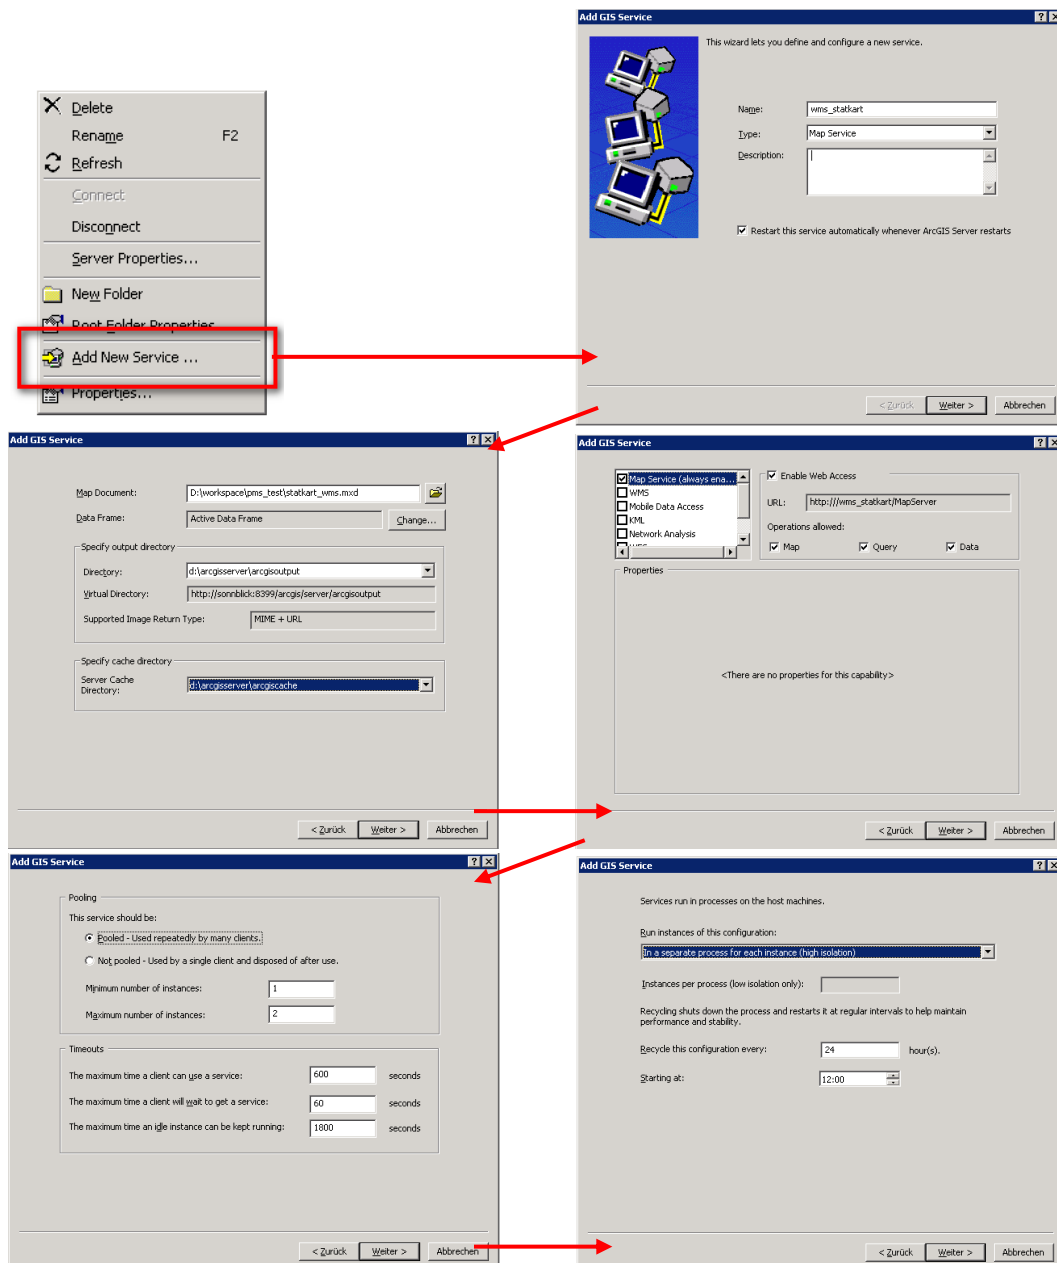 Delete
Rename F2
Refresh
Connect
Disconnect
Server Properties...
New Folder
Root Folder Properties
Add New Service ...
Properties...
Add GIS Service
This wizard lets you define and configure a new service.
Name: wms_statkart
Type: Map Service
Description:
Restart this service automatically whenever ArcGIS Server restarts
< Zurück Weiter > Abbrechen
Add GIS Service
Map Document: D:\workspace\pms_test\statkart_wms.mxd
Data Frame: Active Data Frame Change...
Specify output directory
Directory: d:\arcgisserver\arcgisoutput
Virtual Directory: http://sonnblick:8399/arcgis/server/arcgisoutput
Supported Image Return Type: MIME + URL
Specify cache directory
Server Cache Directory: d:\arcgisserver\arcgiscache
< Zurück Weiter > Abbrechen
Add GIS Service
Map Service (always ena...
WMS
Mobile Data Access
KML
Network Analysis
Enable Web Access
URL: http:///wms_statkart/MapServer
Operations allowed:
Map Query Data
Properties
<There are no properties for this capability>
< Zurück Weiter > Abbrechen
Add GIS Service
Pooling
This service should be:
Pooled - Used repeatedly by many clients.
Not pooled - Used by a single client and disposed of after use.
Minimum number of instances: 1
Maximum number of instances: 2
Timeouts
The maximum time a client can use a service: 600 seconds
The maximum time a client will wait to get a service: 60 seconds
The maximum time an idle instance can be kept running: 1800 seconds
< Zurück Weiter > Abbrechen
Add GIS Service
Services run in processes on the host machines.
Run instances of this configuration:
In a separate process for each instance (high isolation)
Instances per process (low isolation only):
Recycling shuts down the process and restarts it at regular intervals to help maintain
performance and stability.
Recycle this configuration every: 24 hour(s).
Starting at: 12:00
< Zurück Weiter > Abbrechen